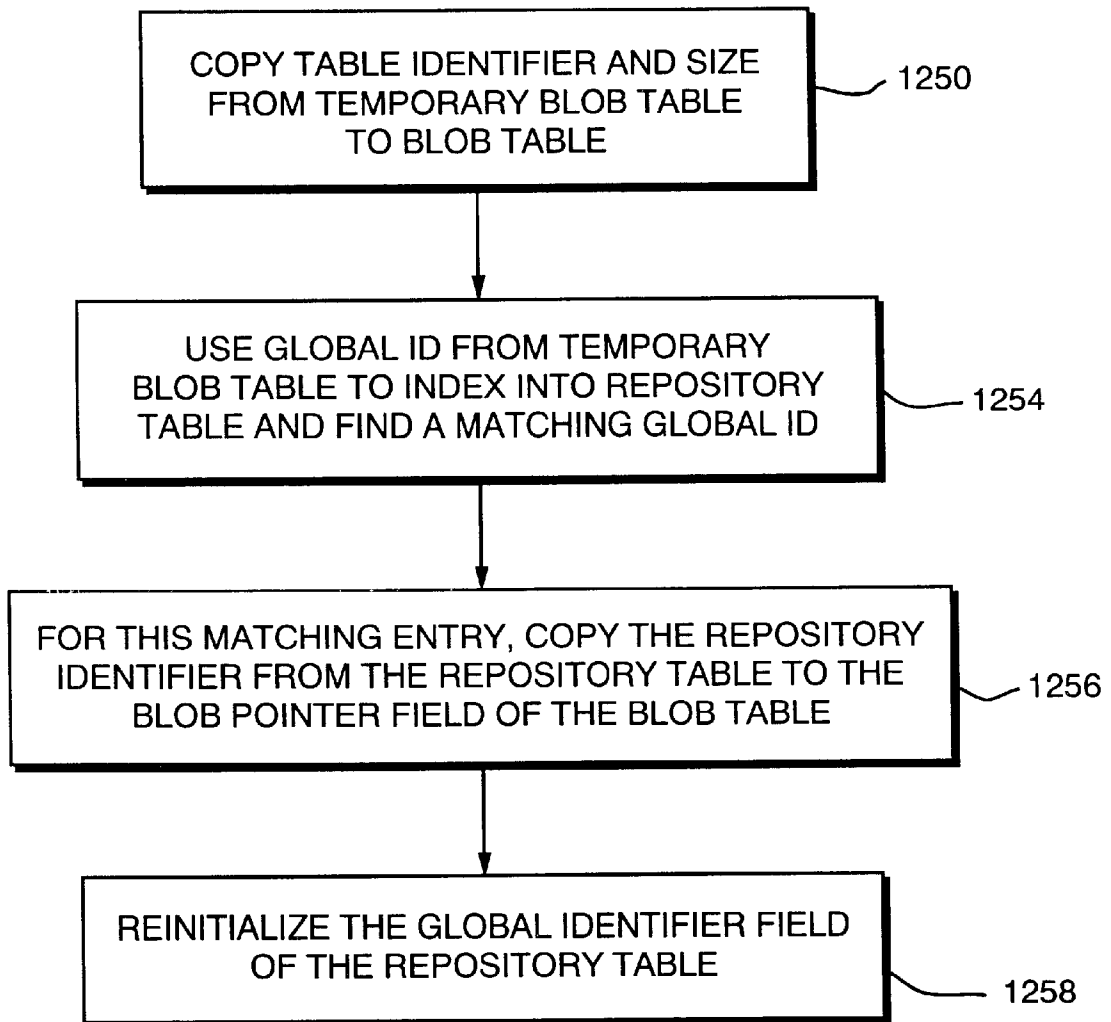 COPY TABLE IDENTIFIER AND SIZE
FROM TEMPORARY BLOB TABLE
TO BLOB TABLE
1250
USE GLOBAL ID FROM TEMPORARY
BLOB TABLE TO INDEX INTO REPOSITORY
TABLE AND FIND A MATCHING GLOBAL ID
1254
FOR THIS MATCHING ENTRY, COPY THE REPOSITORY
IDENTIFIER FROM THE REPOSITORY TABLE TO THE
BLOB POINTER FIELD OF THE BLOB TABLE
1256
REINITIALIZE THE GLOBAL IDENTIFIER FIELD
OF THE REPOSITORY TABLE
1258